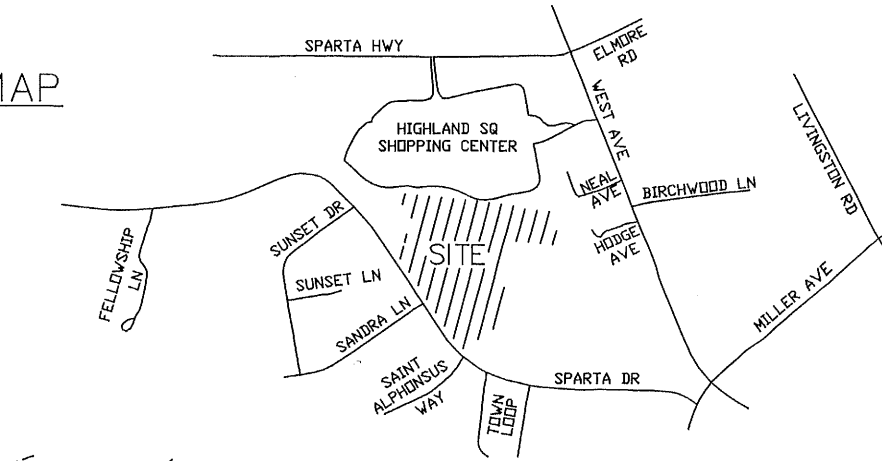 SPARTA HWY
ELMORE
RD
MAP
WEST AVE
LIVINGSTON RD
HIGHLAND SQ
SHOPPING CENTER
NEAL
AVE
BIRCHWOOD LN
SUNSET DR
HODGE
AVE
SITE
FELLOWSHIP
LN
SUNSET LN
MILLER AVE
SANDRA LN
SAINT
ALPHONSUS
WAY
SPARTA DR
TOWN
LOOP